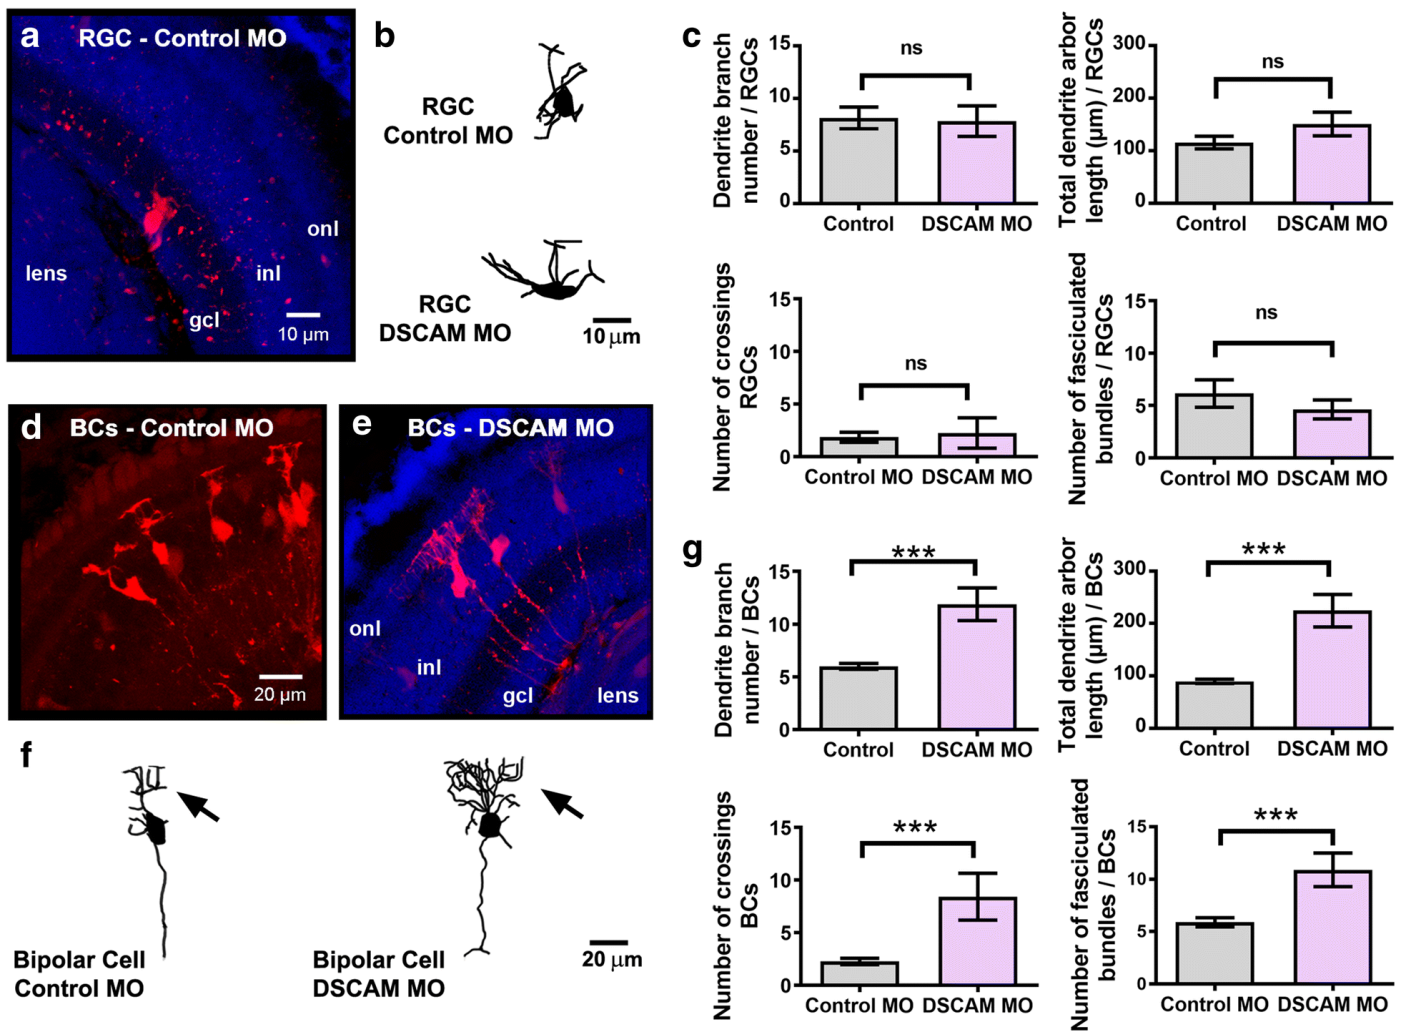 a
RGC - Control MO
onl
lens
inl
gcl
10 µm
b
RGC
Control MO
RGC
DSCAM MO
10 µm
c
Dendrite branch
number / RGCs
15
10
5
0
ns
Control
DSCAM MO
Total dendrite arbor
length (µm) / RGCs
300
200
100
0
ns
Control
DSCAM MO
Number of crossings
RGCs
15
10
5
0
ns
Control MO
DSCAM MO
Number of fasciculated
bundles / RGCs
15
10
5
0
ns
Control MO
DSCAM MO
d
BCs - Control MO
20 µm
e
BCs - DSCAM MO
onl
inl
gcl
lens
f
Bipolar Cell
Control MO
Bipolar Cell
DSCAM MO
20 µm
g
Dendrite branch
number / BCs
15
10
5
0
***
Control
DSCAM MO
Total dendrite arbor
length (µm) / BCs
300
200
100
0
***
Control
DSCAM MO
Number of crossings
BCs
15
10
5
0
***
Control MO
DSCAM MO
Number of fasciculated
bundles / BCs
15
10
5
0
***
Control MO
DSCAM MO